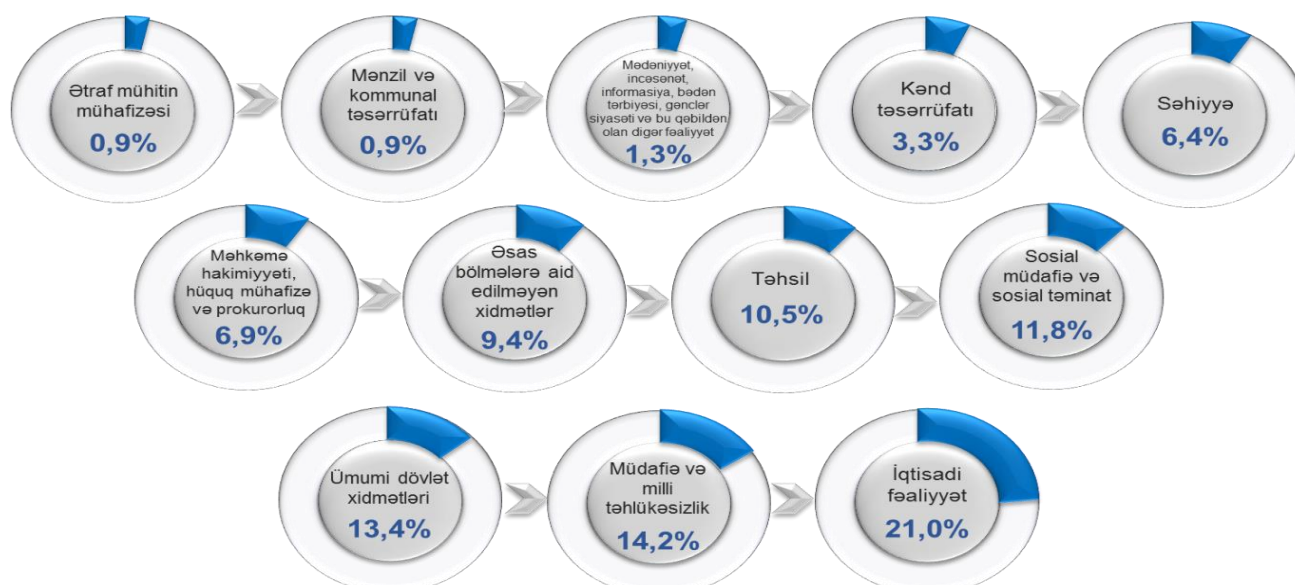 Ətraf mühitin
mühafizəsi
0,9%
Mənzil və
kommunal
təsərrüfatı
0,9%
Mədəniyyət,
incəsənət,
informasiya, bədən
tərbiyəsi, gənclər
siyasəti və bu qəbildən
olan digər fəaliyyət
1,3%
Kənd
təsərrüfatı
3,3%
Səhiyyə
6,4%
Məhkəmə
hakimiyyəti,
hüquq mühafizə
və prokurorluq
6,9%
Əsas
bölmələrə aid
edilməyən
xidmətlər
9,4%
Təhsil
10,5%
Sosial
müdafiə və
sosial təminat
11,8%
Ümumi dövlət
xidmətləri
13,4%
Müdafiə və
milli
təhlükəsizlik
14,2%
İqtisadi
fəaliyyət
21,0%